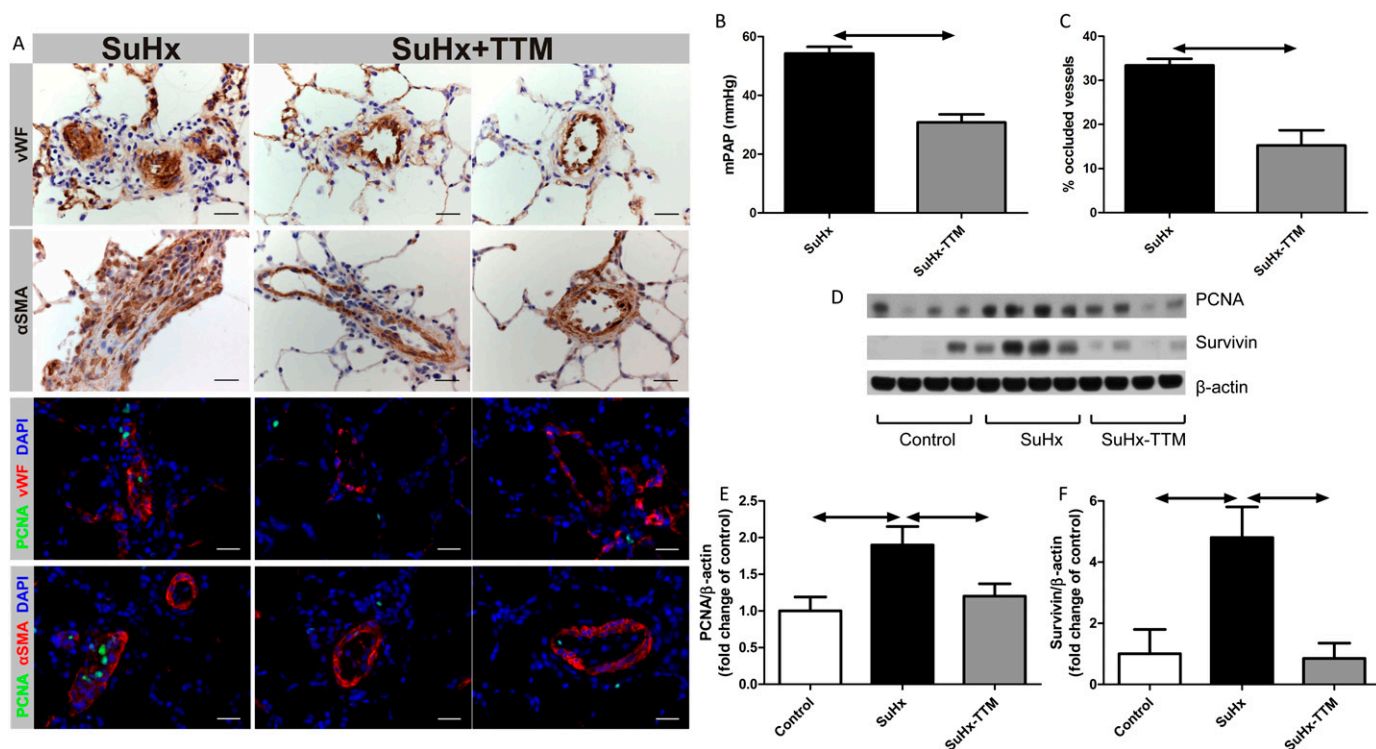 A
SuHx
SuHx+TTM
vWF
αSMA
PCNA vWF DAPI
PCNA αSMA DAPI
B
mPAP (mmHg)
60
40
20
0
SuHx
SuHx-TTM
C
% occluded vessels
40
30
20
10
0
SuHx
SuHx-TTM
D
PCNA
Survivin
β-actin
Control
SuHx
SuHx-TTM
E
PCNA/β-actin
(fold change of control)
2.5
2.0
1.5
1.0
0.5
0.0
Control
SuHx
SuHx-TTM
F
Survivin/β-actin
(fold change of control)
6
4
2
0
Control
SuHx
SuHx-TTM